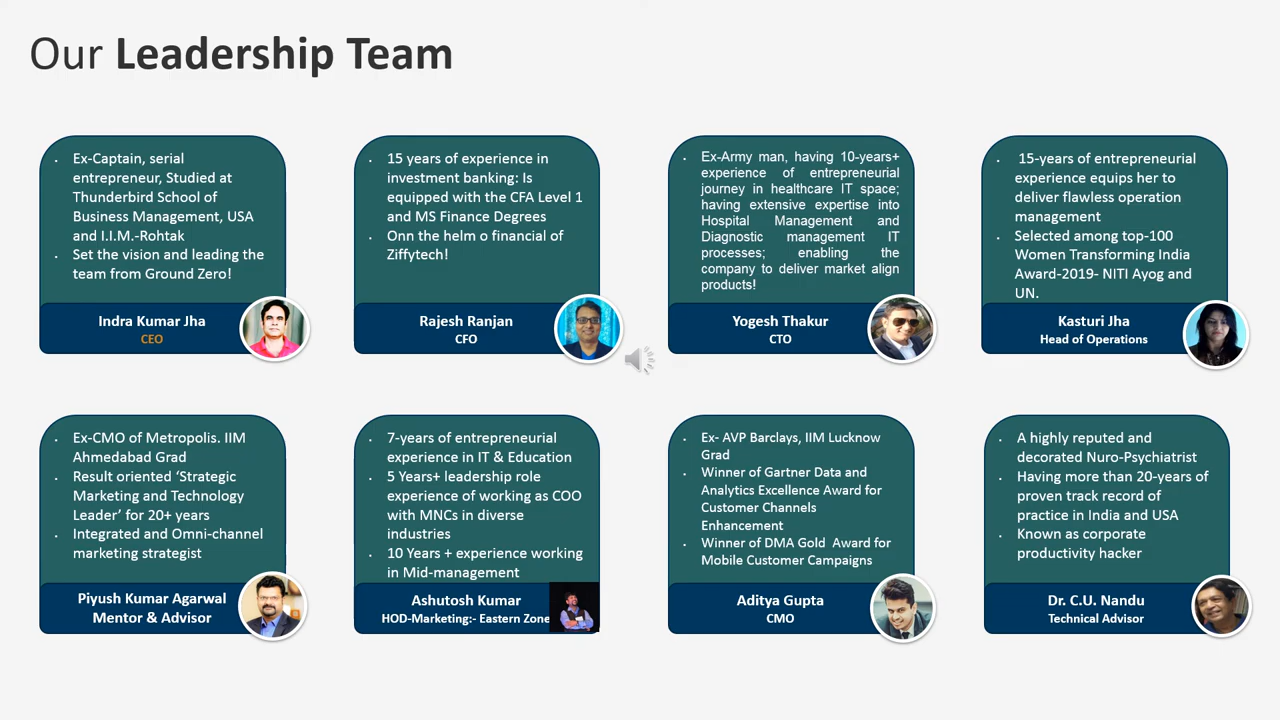 Our Leadership Team
• Ex-Captain, serial
entrepreneur, Studied at
Thunderbird School of
Business Management, USA
and I.I.M.-Rohtak
• Set the vision and leading the
team from Ground Zero!
Indra Kumar Jha
CEO
• 15 years of experience in
investment banking: Is
equipped with the CFA Level 1
and MS Finance Degrees
• Onn the helm o financial of
Ziffytech!
Rajesh Ranjan
CFO
• Ex-Army man, having 10-years+
experience of entrepreneurial
journey in healthcare IT space;
having extensive expertise into
Hospital Management and
Diagnostic management IT
processes; enabling the
company to deliver market align
products!
Yogesh Thakur
CTO
• 15-years of entrepreneurial
experience equips her to
deliver flawless operation
management
• Selected among top-100
Women Transforming India
Award-2019- NITI Ayog and
UN.
Kasturi Jha
Head of Operations
• Ex-CMO of Metropolis. IIM
Ahmedabad Grad
• Result oriented ‘Strategic
Marketing and Technology
Leader’ for 20+ years
• Integrated and Omni-channel
marketing strategist
Piyush Kumar Agarwal
Mentor & Advisor
• 7-years of entrepreneurial
experience in IT & Education
• 5 Years+ leadership role
experience of working as COO
with MNCs in diverse
industries
• 10 Years + experience working
in Mid-management
Ashutosh Kumar
HOD-Marketing:- Eastern Zone
• Ex- AVP Barclays, IIM Lucknow
Grad
• Winner of Gartner Data and
Analytics Excellence Award for
Customer Channels
Enhancement
• Winner of DMA Gold Award for
Mobile Customer Campaigns
Aditya Gupta
CMO
• A highly reputed and
decorated Nuro-Psychiatrist
• Having more than 20-years of
proven track record of
practice in India and USA
• Known as corporate
productivity hacker
Dr. C.U. Nandu
Technical Advisor